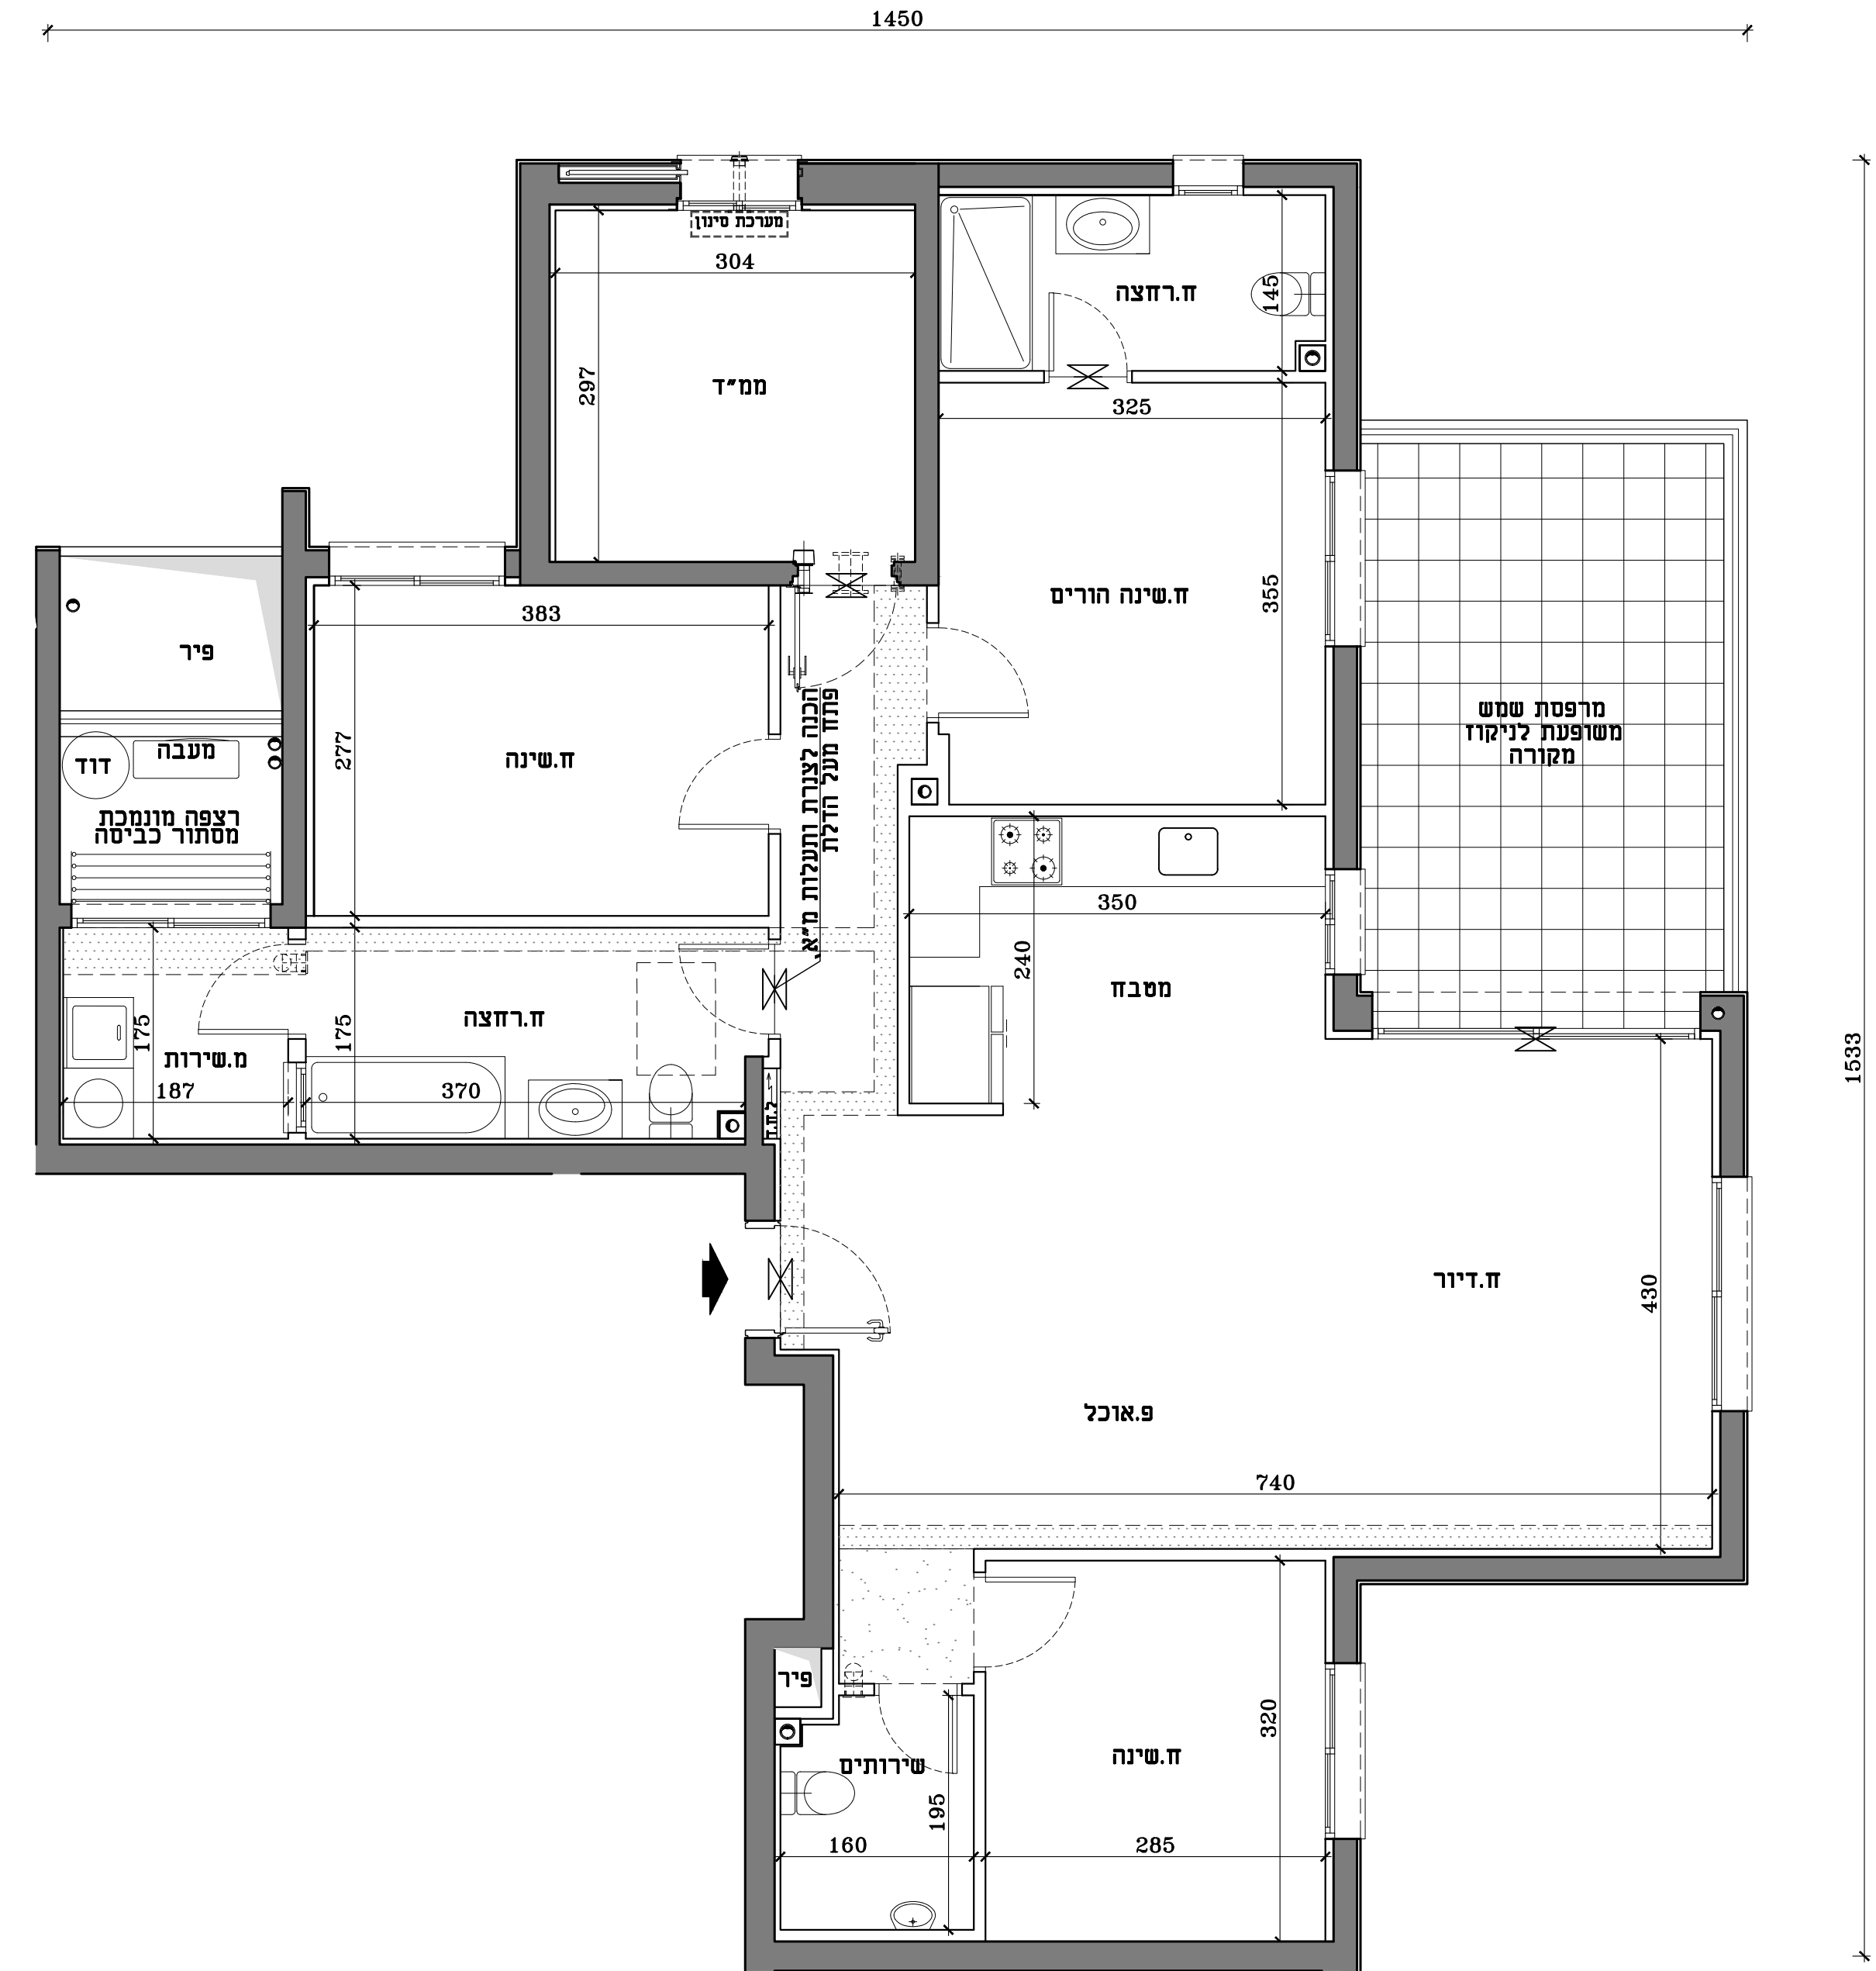 1450
מערכת סינון
304
297
ממ״ד
ח.רחצה
145
325
ח.שינה הורים
355
383
פיר
277
ח.שינה
מעבה
דוד
רצפה מונמכת
מסתור כביסה
הכנה לצנרת ותעלות מ״א,
פתח מעל הדלת
מרפסת שמש
משופעת לניקוז
מקורה
350
240
מטבח
175
ח.רחצה
175
מ.שירות
187
370
ח.דיור
430
1533
פ.אוכל
740
פיר
שירותים
195
160
ח.שינה
320
285